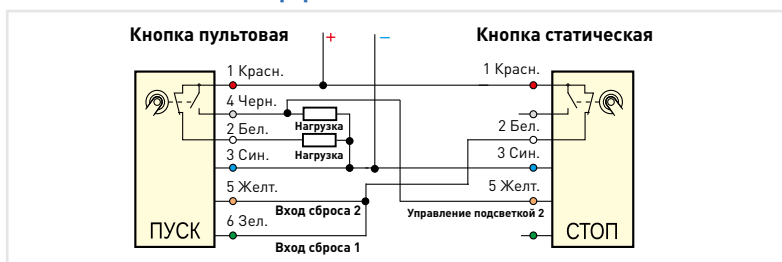 Кнопка пультовая
+
–
Кнопка статическая
1 Красн.
4 Черн.
Нагрузка
2 Бел.
Нагрузка
3 Син.
5 Желт.
Вход сброса 2
6 Зел.
Вход сброса 1
ПУСК
1 Красн.
2 Бел.
3 Син.
5 Желт.
Управление подсветкой 2
СТОП